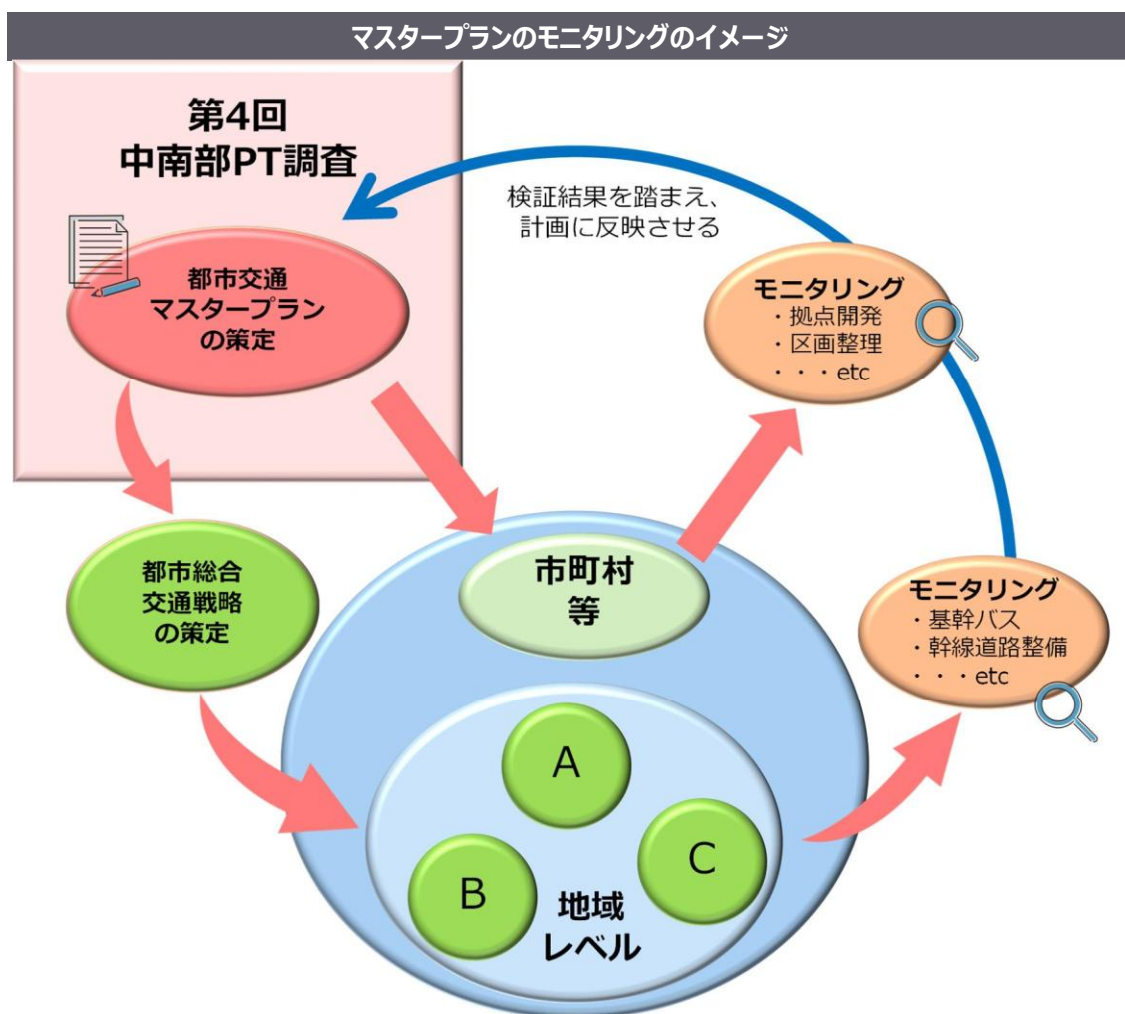 マスタープランのモニタリングのイメージ
第4回
中南部PT調査
都市交通
マスタープラン
の策定
検証結果を踏まえ、
計画に反映させる
モニタリング
・拠点開発
・区画整理
・・・etc
都市総合
交通戦略
の策定
市町村
等
モニタリング
・基幹バス
・幹線道路整備
・・・etc
A
B
C
地域
レベル